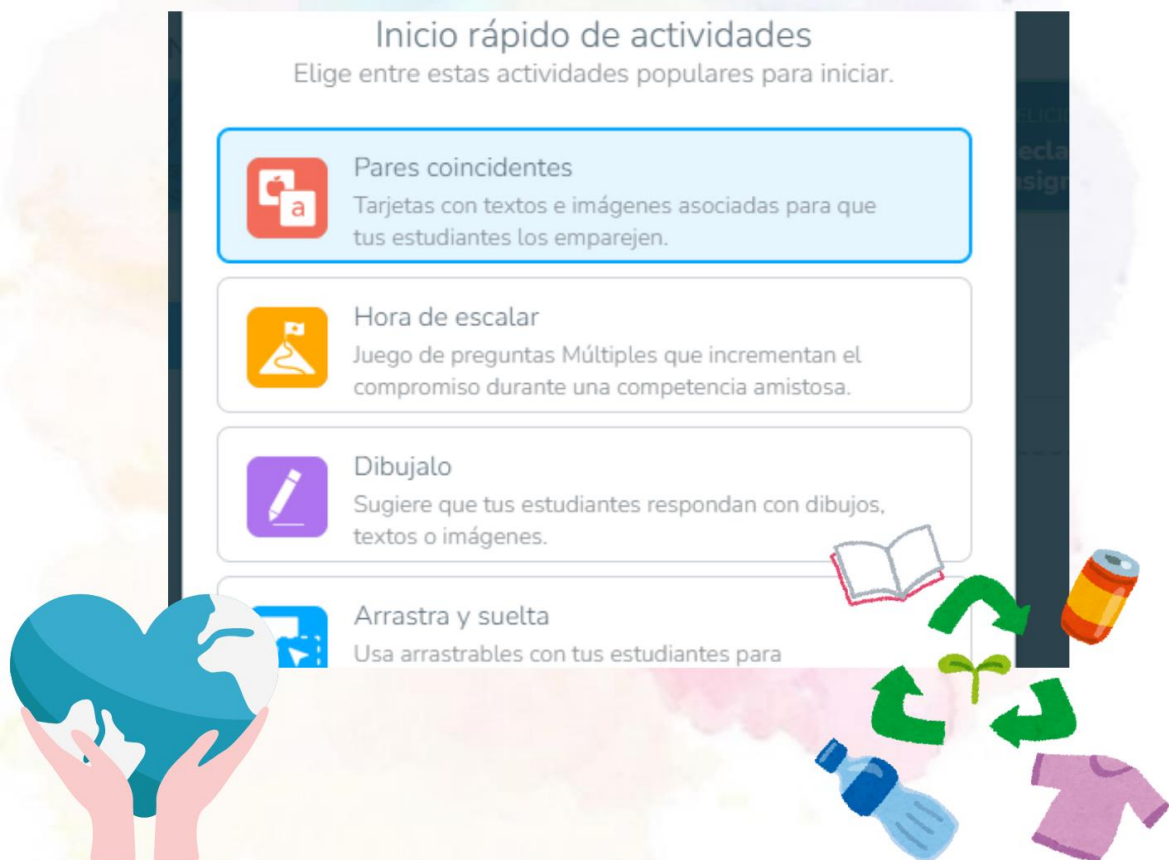 Inicio rápido de actividades
Elige entre estas actividades populares para iniciar.
Pares coincidentes
Tarjetas con textos e imágenes asociadas para que
tus estudiantes los emparejen.
a
Hora de escalar
Juego de preguntas Múltiples que incrementan el
compromiso durante una competencia amistosa.
Dibujalo
Sugiere que tus estudiantes respondan con dibujos,
textos o imágenes.
Arrastra y suelta
Usa arrastrables con tus estudiantes para